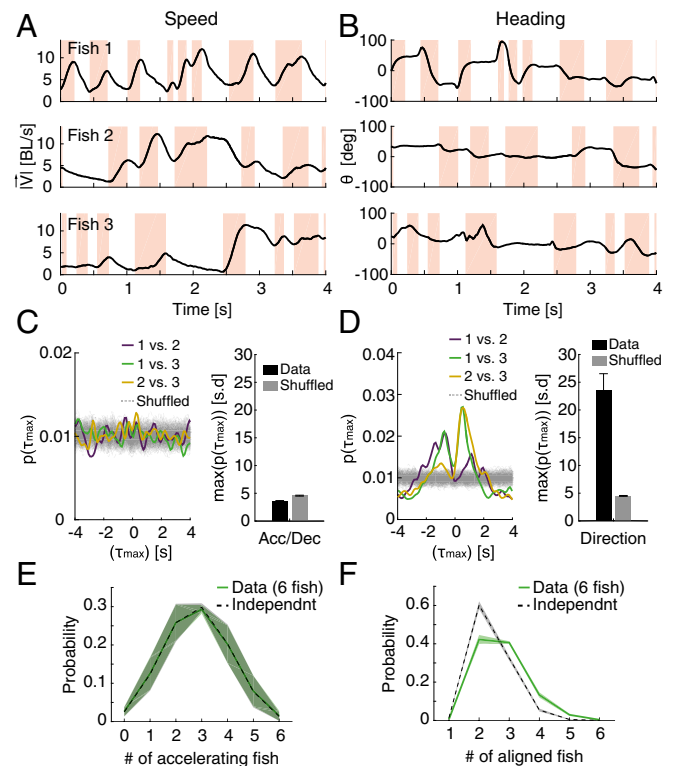 A Speed
B Heading
Fish 1
10
5
0
100
0
-100
Fish 2
|V| [BL/s]
10
5
0
θ [deg]
100
0
-100
Fish 3
10
5
0
100
0
-100
0 1 2 3 4
Time [s]
0 1 2 3 4
Time [s]
C
1 vs. 2
1 vs. 3
2 vs. 3
Shuffled
0.02
0.01
0
p(τmax)
-4 -2 0 2 4
(τmax) [s]
Data
Shuffled
30
25
20
15
10
5
0
max(p(τmax)) [s.d]
Acc/Dec
D
1 vs. 2
1 vs. 3
2 vs. 3
Shuffled
0.04
0.03
0.02
0.01
0
p(τmax)
-4 -2 0 2 4
(τmax) [s]
Data
Shuffled
30
25
20
15
10
5
0
max(p(τmax)) [s.d]
Direction
E
Data (6 fish)
Independnt
0.3
0.2
0.1
0
Probability
0 1 2 3 4 5 6
# of accelerating fish
F
Data (6 fish)
Independnt
0.6
0.4
0.2
0
Probability
1 2 3 4 5 6
# of aligned fish